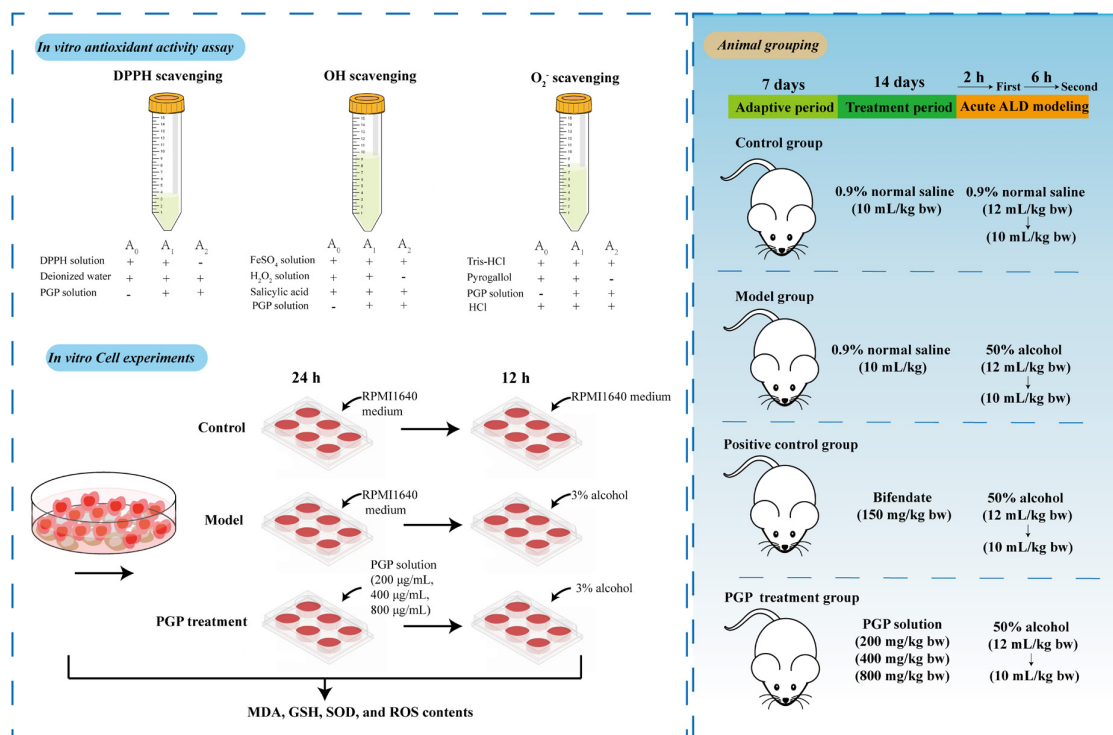 In vitro antioxidant activity assay
DPPH scavenging
OH scavenging
O2- scavenging
A0 A1 A2
DPPH solution + + -
Deionized water + + +
PGP solution - + +
A0 A1 A2
FeSO4 solution + + +
H2O2 solution + + -
Salicylic acid + + +
PGP solution - + +
A0 A1 A2
Tris-HCl + + +
Pyrogallol + + -
PGP solution - + +
HCl + + +
In vitro Cell experiments
24 h
12 h
Control
RPMI1640
medium
RPMI1640 medium
Model
RPMI1640
medium
3% alcohol
PGP treatment
PGP solution
(200 μg/mL,
400 μg/mL,
800 μg/mL)
3% alcohol
MDA, GSH, SOD, and ROS contents
Animal grouping
7 days
14 days
2 h
First
6 h
Second
Adaptive period
Treatment period
Acute ALD modeling
Control group
0.9% normal saline
(10 mL/kg bw)
0.9% normal saline
(12 mL/kg bw)
(10 mL/kg bw)
Model group
0.9% normal saline
(10 mL/kg)
50% alcohol
(12 mL/kg bw)
(10 mL/kg bw)
Positive control group
Bifendate
(150 mg/kg bw)
50% alcohol
(12 mL/kg bw)
(10 mL/kg bw)
PGP treatment group
PGP solution
(200 mg/kg bw)
(400 mg/kg bw)
(800 mg/kg bw)
50% alcohol
(12 mL/kg bw)
(10 mL/kg bw)